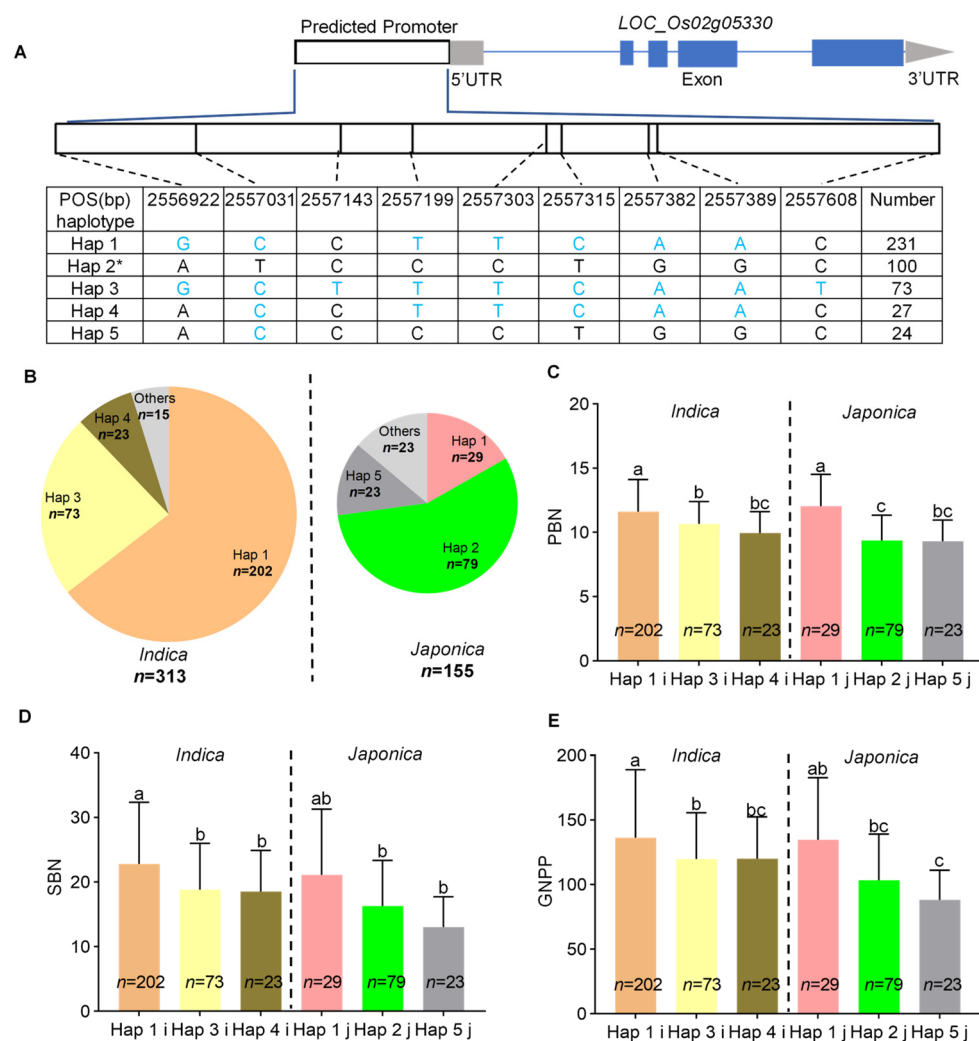 A
Predicted Promoter
LOC_Os02g05330
5'UTR
Exon
3'UTR
POS(bp) haplotype 2556922 2557031 2557143 2557199 2557303 2557315 2557382 2557389 2557608 Number
Hap 1 G C C T T C A A C 231
Hap 2* A T C C C T G G C 100
Hap 3 G C T T T C A A T 73
Hap 4 A C C T T C A A C 27
Hap 5 A C C C C T G G C 24
B
Others
n=15
Hap 4
n=23
Hap 3
n=73
Hap 1
n=202
Indica
n=313
Others
n=23
Hap 1
n=29
Hap 5
n=23
Hap 2
n=79
Japonica
n=155
C
Indica Japonica
PBN
20
15
10
5
0
a b bc a c bc
n=202 n=73 n=23 n=29 n=79 n=23
Hap 1 i Hap 3 i Hap 4 i Hap 1 j Hap 2 j Hap 5 j
D
Indica Japonica
SBN
40
30
20
10
0
a b b ab b b
n=202 n=73 n=23 n=29 n=79 n=23
Hap 1 i Hap 3 i Hap 4 i Hap 1 j Hap 2 j Hap 5 j
E
Indica Japonica
GNPP
200
150
100
50
0
a b bc ab bc c
n=202 n=73 n=23 n=29 n=79 n=23
Hap 1 i Hap 3 i Hap 4 i Hap 1 j Hap 2 j Hap 5 j